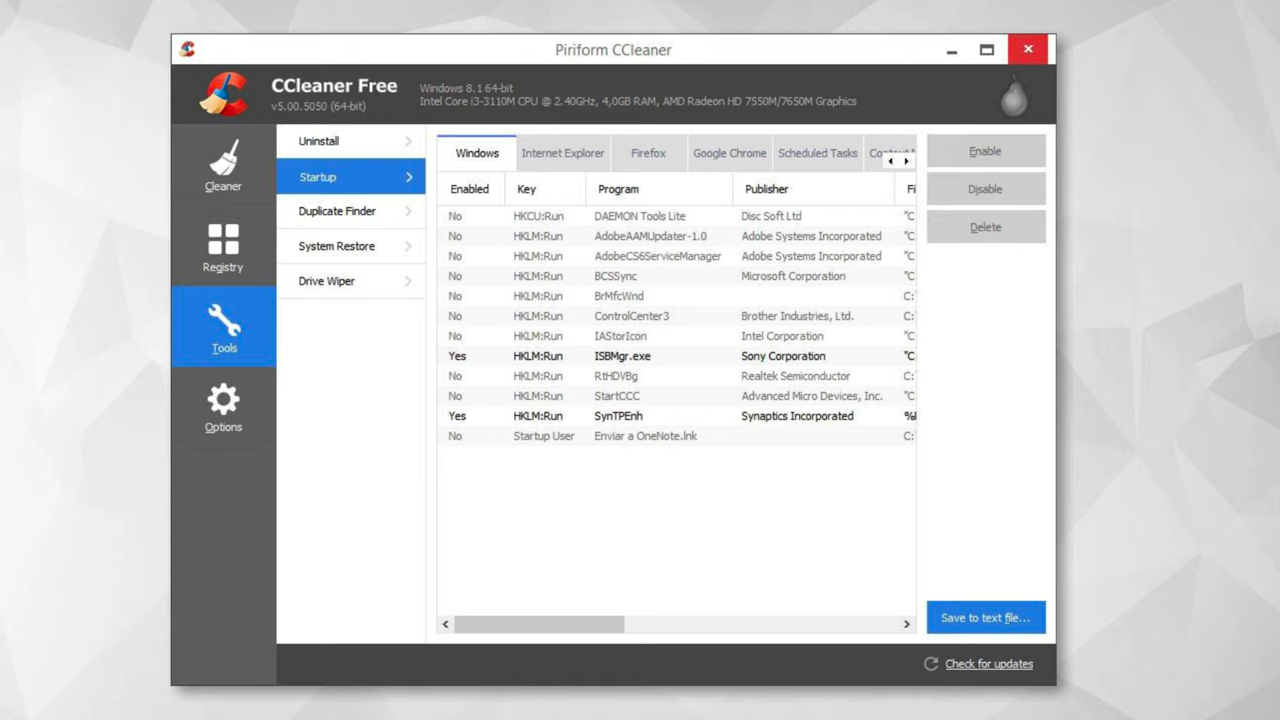 Piriform CCleaner
CCleaner Free
v5.00.5050 (64-bit)
Windows 8.1 64-bit
Intel Core i3-3110M CPU @ 2.40GHz, 4,0GB RAM, AMD Radeon HD 7550M/7650M Graphics
Cleaner
Registry
Tools
Options
Uninstall
Startup
Duplicate Finder
System Restore
Drive Wiper
Windows Internet Explorer Firefox Google Chrome Scheduled Tasks
Enabled Key Program Publisher Fi
No HKCU:Run DAEMON Tools Lite Disc Soft Ltd "C
No HKLM:Run AdobeAAMUpdater-1.0 Adobe Systems Incorporated "C
No HKLM:Run AdobeCS6ServiceManager Adobe Systems Incorporated "C
No HKLM:Run BCSSync Microsoft Corporation "C
No HKLM:Run BrMfcWnd C:
No HKLM:Run ControlCenter3 Brother Industries, Ltd. C:
No HKLM:Run IAStorIcon Intel Corporation "C
Yes HKLM:Run ISBMgr.exe Sony Corporation "C
No HKLM:Run RtHDVBg Realtek Semiconductor C:
No HKLM:Run StartCCC Advanced Micro Devices, Inc. "C
Yes HKLM:Run SynTPEnh Synaptics Incorporated
No Startup User Enviar a OneNote.lnk C:
Enable
Disable
Delete
Save to text file...
Check for updates